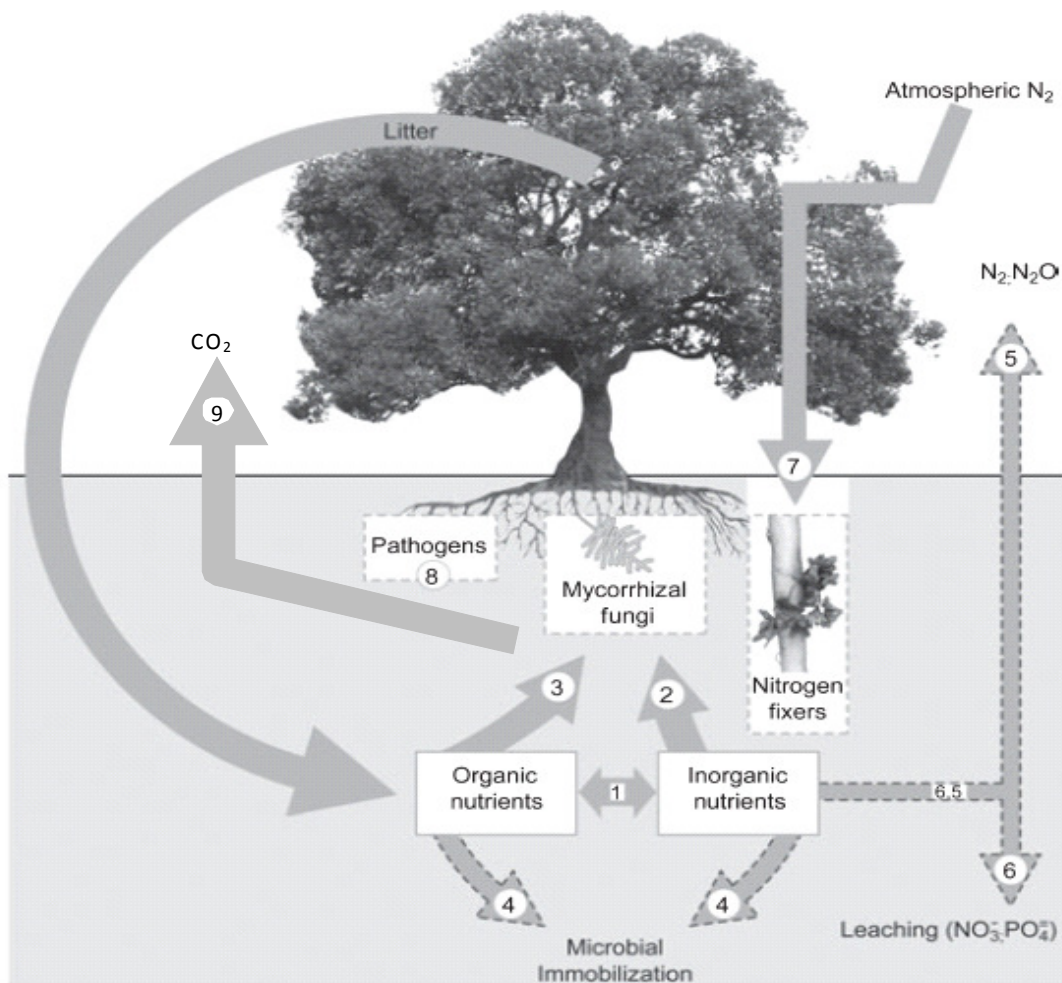 Litter
Atmospheric N₂
N₂,N₂O
5
CO₂
9
7
Pathogens
8
Mycorrhizal
fungi
Nitrogen
fixers
3
2
Organic
nutrients
1
Inorganic
nutrients
6,5
4
4
6
Leaching (NO₃⁻,PO₄⁼)
Microbial
Immobilization